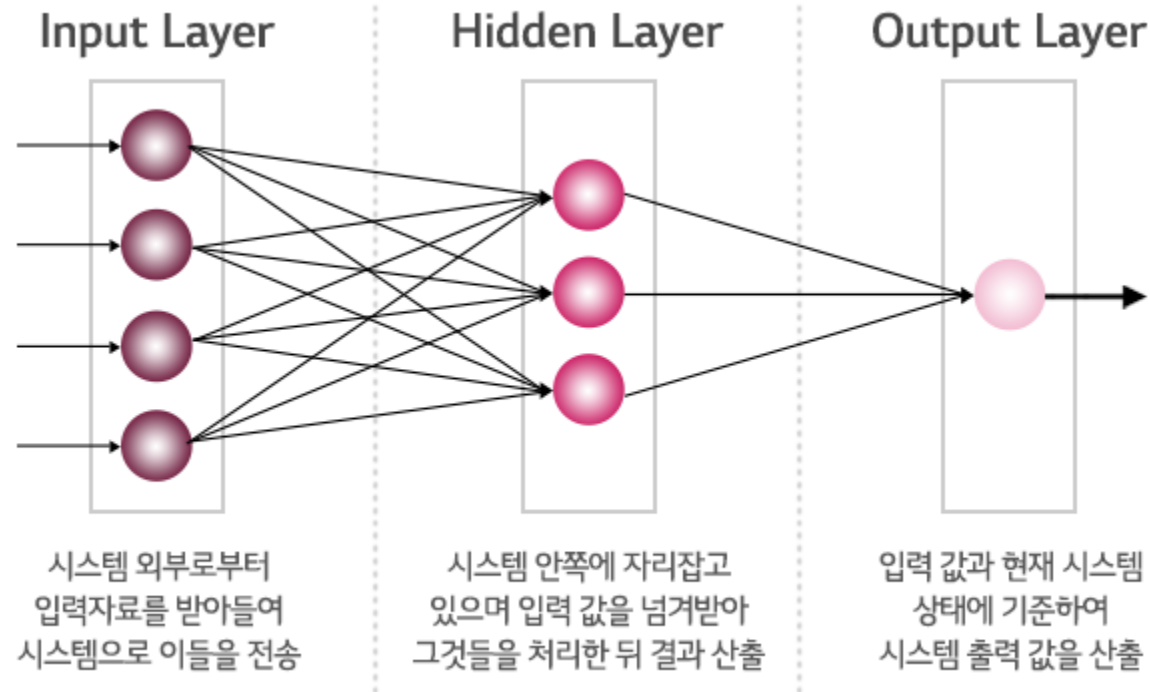 Input Layer
Hidden Layer
Output Layer
시스템 외부로부터
입력자료를 받아들여
시스템으로 이들을 전송
시스템 안쪽에 자리잡고
있으며 입력 값을 넘겨받아
그것들을 처리한 뒤 결과 산출
입력 값과 현재 시스템
상태에 기준하여
시스템 출력 값을 산출